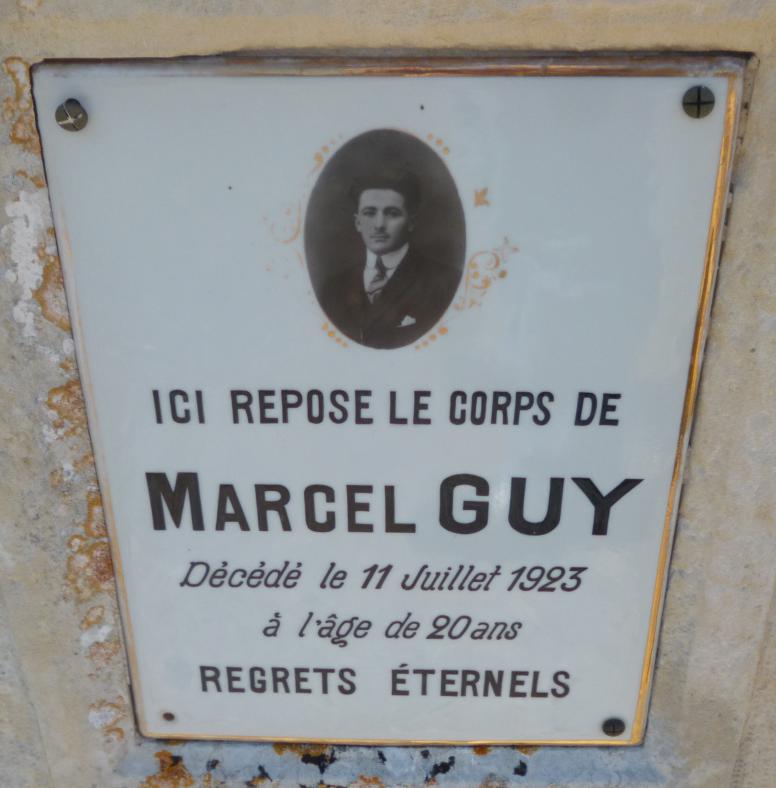 ICI REPOSE LE CORPS DE
MARCEL GUY
Décédé le 11 Juillet 1923
à l'âge de 20 ans
REGRETS ÉTERNELS